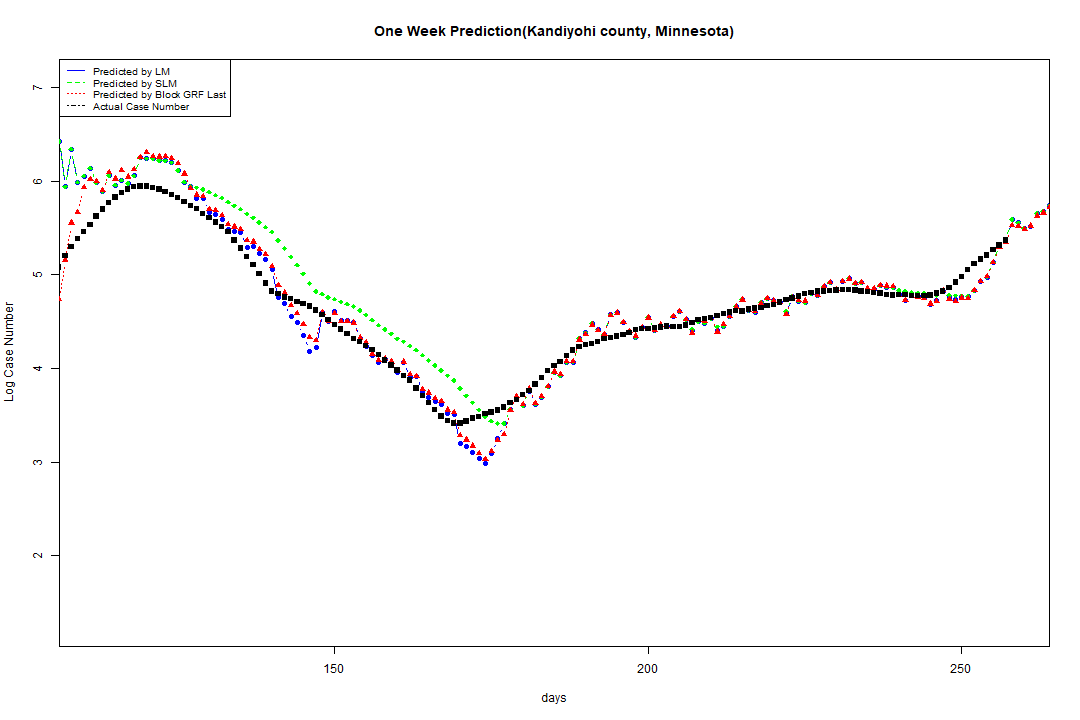 One Week Prediction(Kandiyohi county, Minnesota)
Predicted by LM
Predicted by SLM
Predicted by Block GRF Last
Actual Case Number
7
6
5
4
3
2
Log Case Number
150 200 250
days